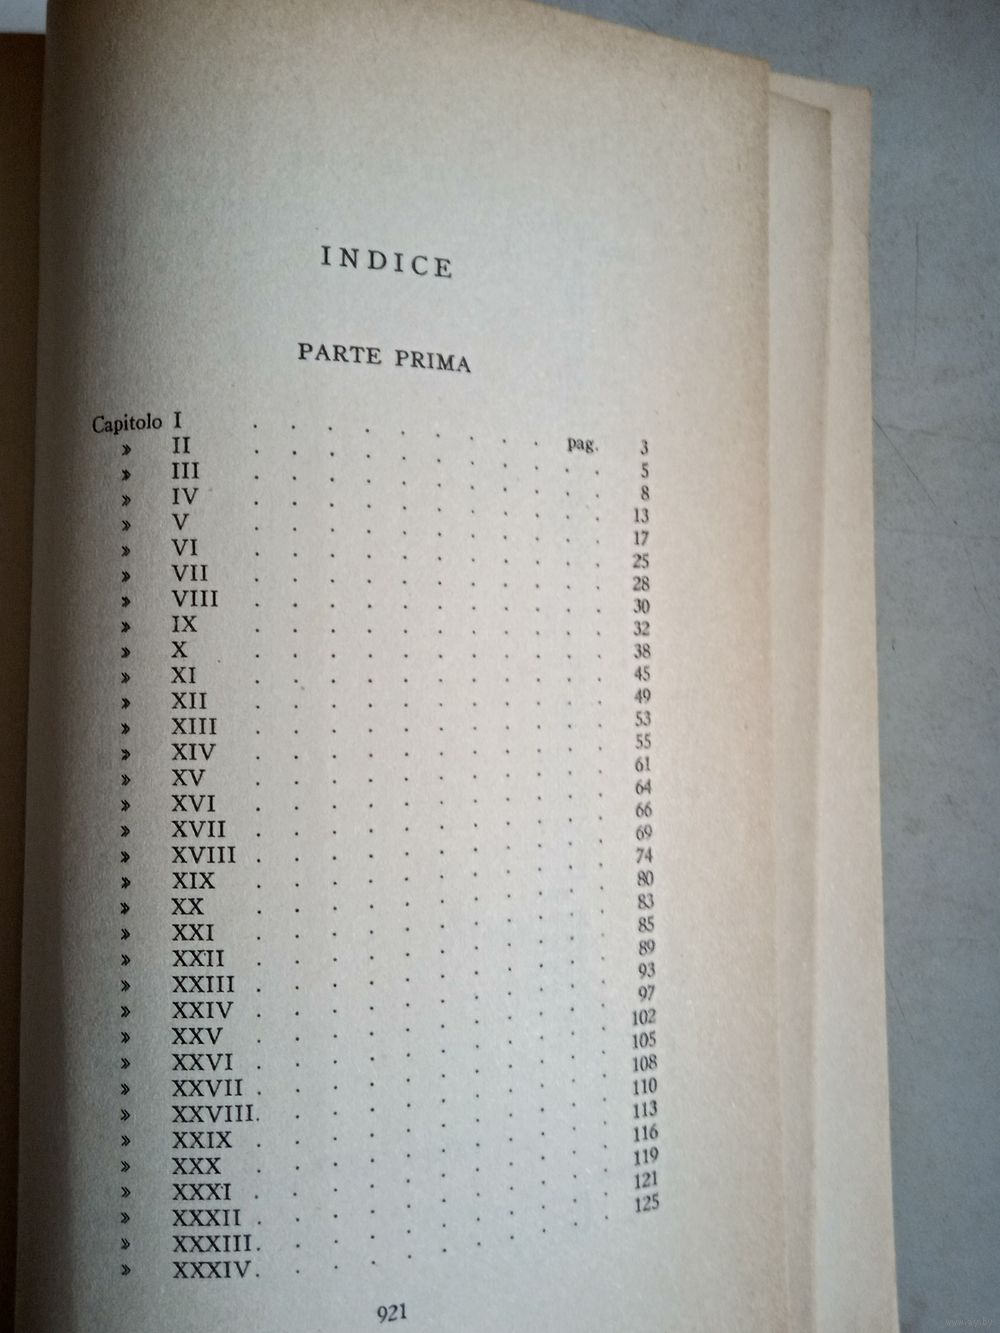 INDICE
PARTE PRIMA
Capitolo I . . . . . . . . pag. 3
» II . . . . . . . . . . 5
» III . . . . . . . . . . 8
» IV . . . . . . . . . . 13
» V . . . . . . . . . . 17
» VI . . . . . . . . . . 25
» VII . . . . . . . . . . 28
» VIII . . . . . . . . . . 30
» IX . . . . . . . . . . 32
» X . . . . . . . . . . 38
» XI . . . . . . . . . . 45
» XII . . . . . . . . . . 49
» XIII . . . . . . . . . . 53
» XIV . . . . . . . . . . 55
» XV . . . . . . . . . . 61
» XVI . . . . . . . . . . 64
» XVII . . . . . . . . . . 66
» XVIII . . . . . . . . . . 69
» XIX . . . . . . . . . . 74
» XX . . . . . . . . . . 80
» XXI . . . . . . . . . . 83
» XXII . . . . . . . . . . 85
» XXIII . . . . . . . . . . 89
» XXIV . . . . . . . . . . 93
» XXV . . . . . . . . . . 97
» XXVI . . . . . . . . . . 102
» XXVII . . . . . . . . . . 105
» XXVIII . . . . . . . . . . 108
» XXIX . . . . . . . . . . 110
» XXX . . . . . . . . . . 113
» XXXI . . . . . . . . . . 116
» XXXII . . . . . . . . . . 119
» XXXIII . . . . . . . . . . 121
» XXXIV . . . . . . . . . . 125
921